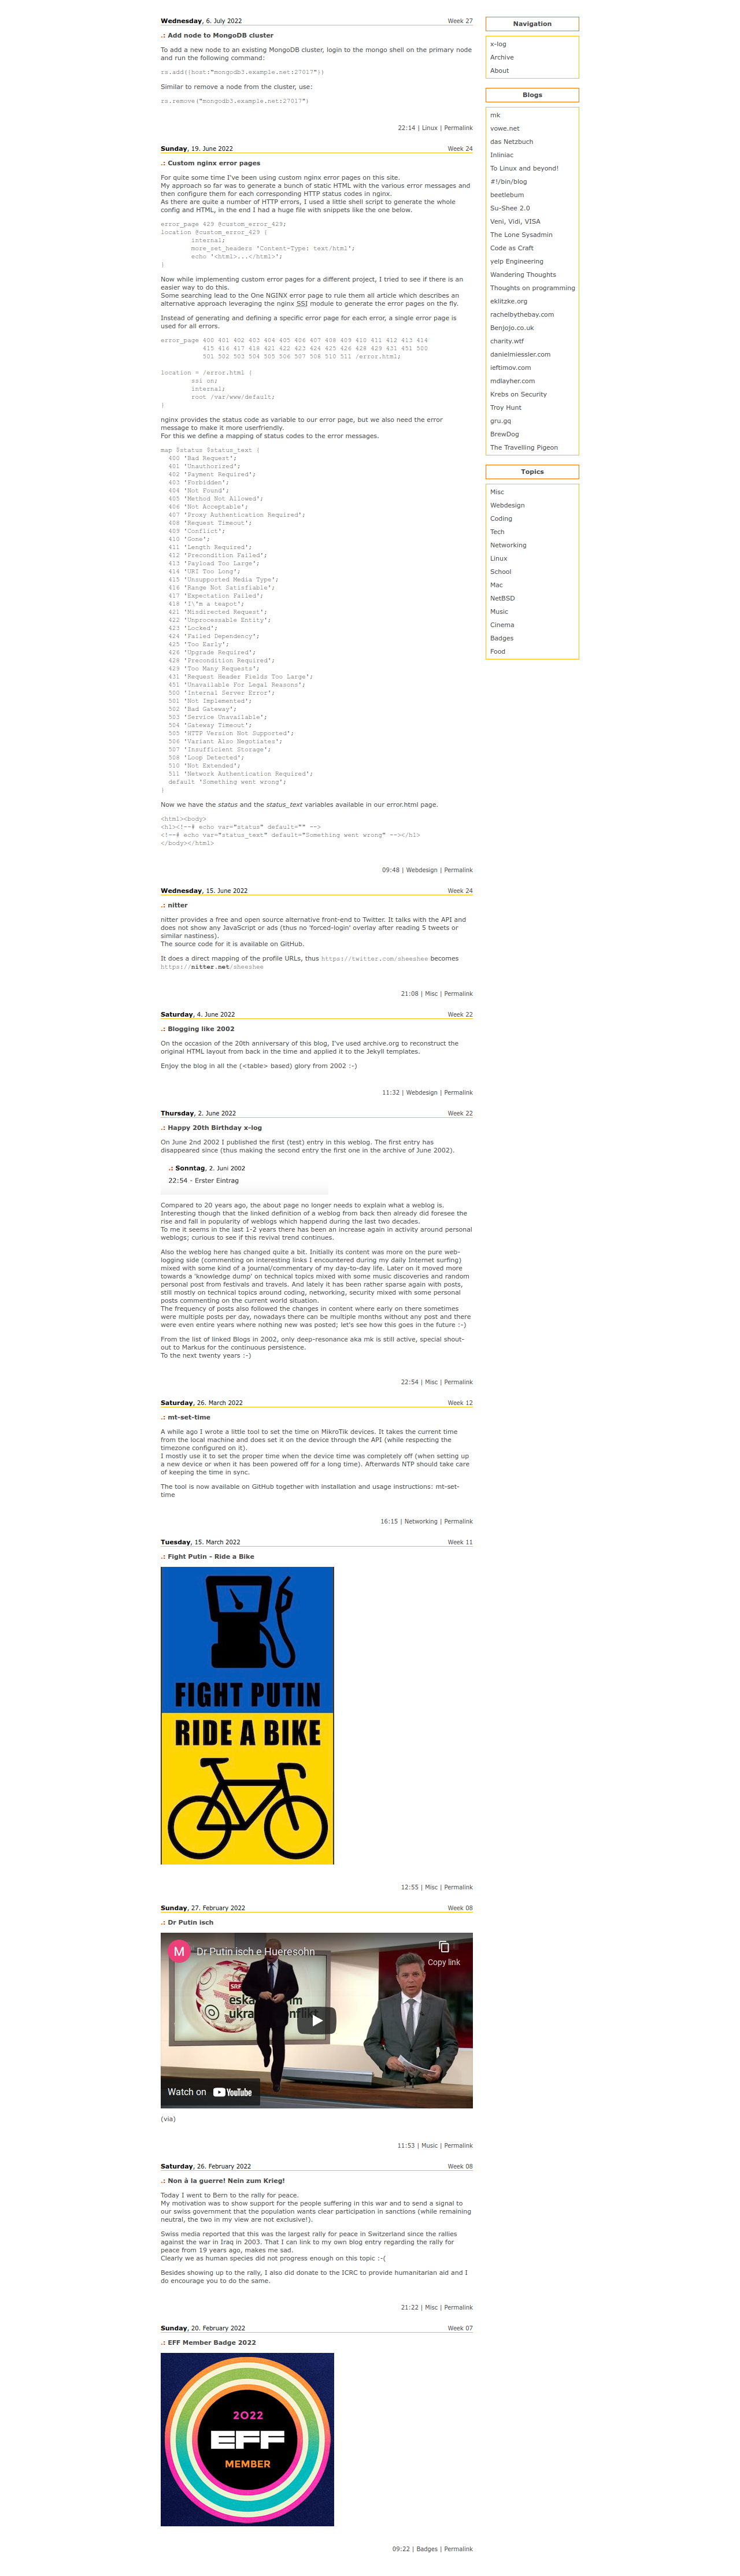 Wednesday, 6. July 2022 Week 27
.: Add node to MongoDB cluster
To add a new node to an existing MongoDB cluster, login to the mongo shell on the primary node
and run the following command:
rs.add({host:"mongodb3.example.net:27017"})
Similar to remove a node from the cluster, use:
rs.remove("mongodb3.example.net:27017")
22:14 | Linux | Permalink
Sunday, 19. June 2022 Week 24
.: Custom nginx error pages
For quite some time I've been using custom nginx error pages on this site.
My approach so far was to generate a bunch of static HTML with the various error messages and
then configure them for each corresponding HTTP status codes in nginx.
As there are quite a number of HTTP errors, I used a little shell script to generate the whole
config and HTML, in the end I had a huge file with snippets like the one below.
error_page 429 @custom_error_429;
location @custom_error_429 {
internal;
more_set_headers 'Content-Type: text/html';
echo '<html>...</html>';
}
Now while implementing custom error pages for a different project, I tried to see if there is an
easier way to do this.
Some searching lead to the One NGINX error page to rule them all article which describes an
alternative approach leveraging the nginx SSI module to generate the error pages on the fly.
Instead of generating and defining a specific error page for each error, a single error page is
used for all errors.
error_page 400 401 402 403 404 405 406 407 408 409 410 411 412 413 414
415 416 417 418 421 422 423 424 425 426 428 429 431 451 500
501 502 503 504 505 506 507 508 510 511 /error.html;
location = /error.html {
ssi on;
internal;
root /var/www/default;
}
nginx provides the status code as variable to our error page, but we also need the error
message to make it more userfriendly.
For this we define a mapping of status codes to the error messages.
map $status $status_text {
400 'Bad Request';
401 'Unauthorized';
402 'Payment Required';
403 'Forbidden';
404 'Not Found';
405 'Method Not Allowed';
406 'Not Acceptable';
407 'Proxy Authentication Required';
408 'Request Timeout';
409 'Conflict';
410 'Gone';
411 'Length Required';
412 'Precondition Failed';
413 'Payload Too Large';
414 'URI Too Long';
415 'Unsupported Media Type';
416 'Range Not Satisfiable';
417 'Expectation Failed';
418 'I\'m a teapot';
421 'Misdirected Request';
422 'Unprocessable Entity';
423 'Locked';
424 'Failed Dependency';
425 'Too Early';
426 'Upgrade Required';
428 'Precondition Required';
429 'Too Many Requests';
431 'Request Header Fields Too Large';
451 'Unavailable For Legal Reasons';
500 'Internal Server Error';
501 'Not Implemented';
502 'Bad Gateway';
503 'Service Unavailable';
504 'Gateway Timeout';
505 'HTTP Version Not Supported';
506 'Variant Also Negotiates';
507 'Insufficient Storage';
508 'Loop Detected';
510 'Not Extended';
511 'Network Authentication Required';
default 'Something went wrong';
}
Now we have the status and the status_text variables available in our error.html page.
<html><body>
<h1><!--# echo var="status" default="" -->
<!--# echo var="status_text" default="Something went wrong" --></h1>
</body></html>
09:48 | Webdesign | Permalink
Wednesday, 15. June 2022 Week 24
.: nitter
nitter provides a free and open source alternative front-end to Twitter. It talks with the API and
does not show any JavaScript or ads (thus no 'forced-login' overlay after reading 5 tweets or
similar nastiness).
The source code for it is available on GitHub.
It does a direct mapping of the profile URLs, thus https://twitter.com/sheeshee becomes
https://nitter.net/sheeshee
21:08 | Misc | Permalink
Saturday, 4. June 2022 Week 22
.: Blogging like 2002
On the occasion of the 20th anniversary of this blog, I've used archive.org to reconstruct the
original HTML layout from back in the time and applied it to the Jekyll templates.
Enjoy the blog in all the (<table> based) glory from 2002 :-)
11:32 | Webdesign | Permalink
Thursday, 2. June 2022 Week 22
.: Happy 20th Birthday x-log
On June 2nd 2002 I published the first (test) entry in this weblog. The first entry has
disappeared since (thus making the second entry the first one in the archive of June 2002).
.: Sonntag, 2. Juni 2002
22:54 - Erster Eintrag
Compared to 20 years ago, the about page no longer needs to explain what a weblog is.
Interesting though that the linked definition of a weblog from back then already did foresee the
rise and fall in popularity of weblogs which happend during the last two decades.
To me it seems in the last 1-2 years there has been an increase again in activity around personal
weblogs; curious to see if this revival trend continues.
Also the weblog here has changed quite a bit. Initially its content was more on the pure web-
logging side (commenting on interesting links I encountered during my daily Internet surfing)
mixed with some kind of a journal/commentary of my day-to-day life. Later on it moved more
towards a 'knowledge dump' on technical topics mixed with some music discoveries and random
personal post from festivals and travels. And lately it has been rather sparse again with posts,
still mostly on technical topics around coding, networking, security mixed with some personal
posts commenting on the current world situation.
The frequency of posts also followed the changes in content where early on there sometimes
were multiple posts per day, nowadays there can be multiple months without any post and there
were even entire years where nothing new was posted; let's see how this goes in the future :-)
From the list of linked Blogs in 2002, only deep-resonance aka mk is still active, special shout-
out to Markus for the continuous persistence.
To the next twenty years :-)
22:54 | Misc | Permalink
Saturday, 26. March 2022 Week 12
.: mt-set-time
A while ago I wrote a little tool to set the time on MikroTik devices. It takes the current time
from the local machine and does set it on the device through the API (while respecting the
timezone configured on it).
I mostly use it to set the proper time when the device time was completely off (when setting up
a new device or when it has been powered off for a long time). Afterwards NTP should take care
of keeping the time in sync.
The tool is now available on GitHub together with installation and usage instructions: mt-set-
time
16:15 | Networking | Permalink
Tuesday, 15. March 2022 Week 11
.: Fight Putin - Ride a Bike
FIGHT PUTIN
RIDE A BIKE
12:55 | Misc | Permalink
Sunday, 27. February 2022 Week 08
.: Dr Putin isch
M Dr Putin isch e Hueresohn
Copy link
SRF
eska im
ukra onflikt
Watch on YouTube
(via)
11:53 | Music | Permalink
Saturday, 26. February 2022 Week 08
.: Non à la guerre! Nein zum Krieg!
Today I went to Bern to the rally for peace.
My motivation was to show support for the people suffering in this war and to send a signal to
our swiss government that the population wants clear participation in sanctions (while remaining
neutral, the two in my view are not exclusive!).
Swiss media reported that this was the largest rally for peace in Switzerland since the rallies
against the war in Iraq in 2003. That I can link to my own blog entry regarding the rally for
peace from 19 years ago, makes me sad.
Clearly we as human species did not progress enough on this topic :-(
Besides showing up to the rally, I also did donate to the ICRC to provide humanitarian aid and I
do encourage you to do the same.
21:22 | Misc | Permalink
Sunday, 20. February 2022 Week 07
.: EFF Member Badge 2022
2022
EFF
MEMBER
09:22 | Badges | Permalink
Navigation
x-log
Archive
About
Blogs
mk
vowe.net
das Netzbuch
Inliniac
To Linux and beyond!
#!/bin/blog
beetlebum
Su-Shee 2.0
Veni, Vidi, VISA
The Lone Sysadmin
Code as Craft
yelp Engineering
Wandering Thoughts
Thoughts on programming
eklitzke.org
rachelbythebay.com
Benjojo.co.uk
charity.wtf
danielmiessler.com
ieftimov.com
mdlayher.com
Krebs on Security
Troy Hunt
gru.gq
BrewDog
The Travelling Pigeon
Topics
Misc
Webdesign
Coding
Tech
Networking
Linux
School
Mac
NetBSD
Music
Cinema
Badges
Food